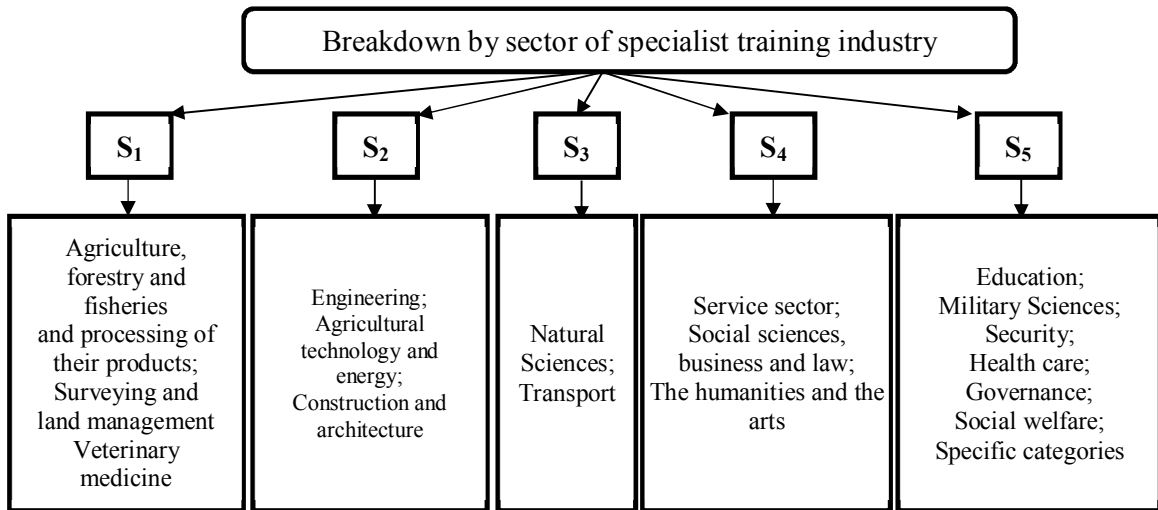 Breakdown by sector of specialist training industry
S₁
S₂
S₃
S₄
S₅
Agriculture,
forestry and
fisheries
and processing of
their products;
Surveying and
land management
Veterinary
medicine
Engineering;
Agricultural
technology and
energy;
Construction and
architecture
Natural
Sciences;
Transport
Service sector;
Social sciences,
business and law;
The humanities and the
arts
Education;
Military Sciences;
Security;
Health care;
Governance;
Social welfare;
Specific categories